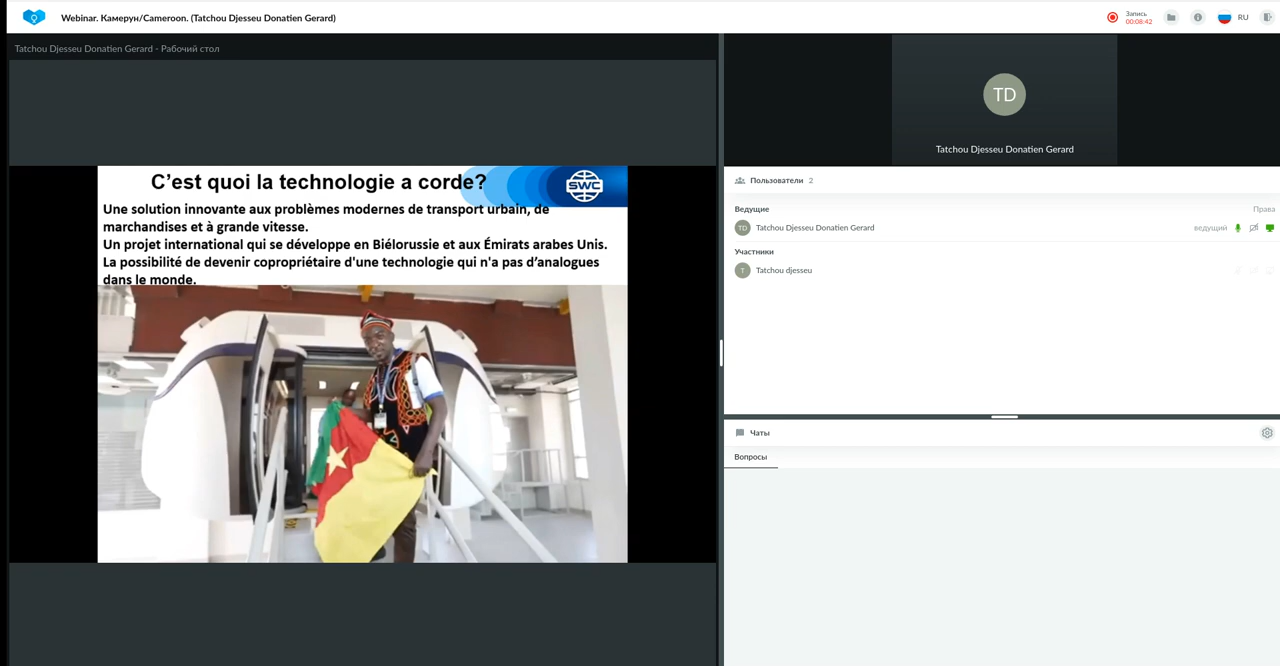 Webinar. Камерун/Cameroon. (Tatchou Djesseu Donatien Gerard)
Запись
00:08:42
RU
Tatchou Djesseu Donatien Gerard - Рабочий стол
C’est quoi la technologie a corde?
SWC
Une solution innovante aux problèmes modernes de transport urbain, de
marchandises et à grande vitesse.
Un projet international qui se développe en Biélorussie et aux Émirats arabes Unis.
La possibilité de devenir copropriétaire d'une technologie qui n'a pas d’analogues
dans le monde.
TD
Tatchou Djesseu Donatien Gerard
Пользователи 2
Ведущие Права
TD Tatchou Djesseu Donatien Gerard ведущий
Участники
T Tatchou djesseu
Чаты
Вопросы